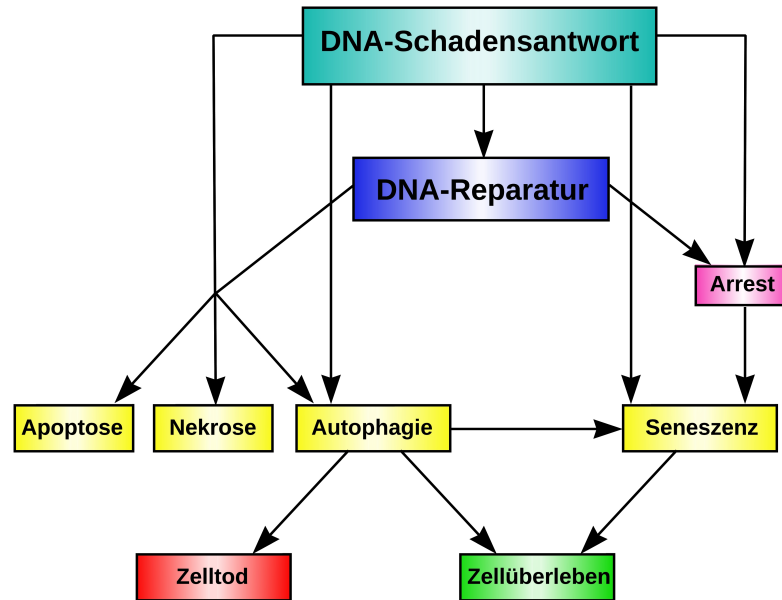 DNA-Schadensantwort
DNA-Reparatur
Arrest
Apoptose
Nekrose
Autophagie
Seneszenz
Zelltod
Zellüberleben